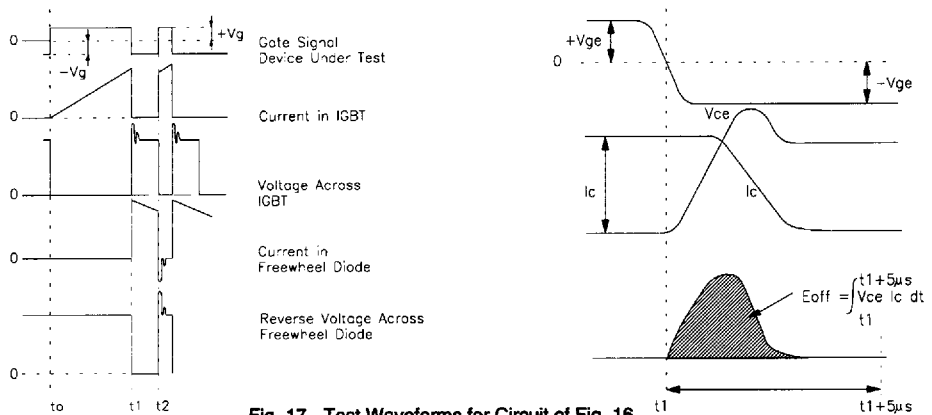 +Vg
0
-Vg
Gate Signal
Device Under Test
0
Current in IGBT
0
Voltage Across
IGBT
0
Current in
Freewheel Diode
Reverse Voltage Across
Freewheel Diode
0
to
t1
t2
+Vge
0
-Vge
Vce
Ic
Ic
t1+5µs
Eoff = ∫ Vce Ic dt
t1
t1
t1+5µs
Fig. 17 - Test Waveforms for Circuit of Fig. 16